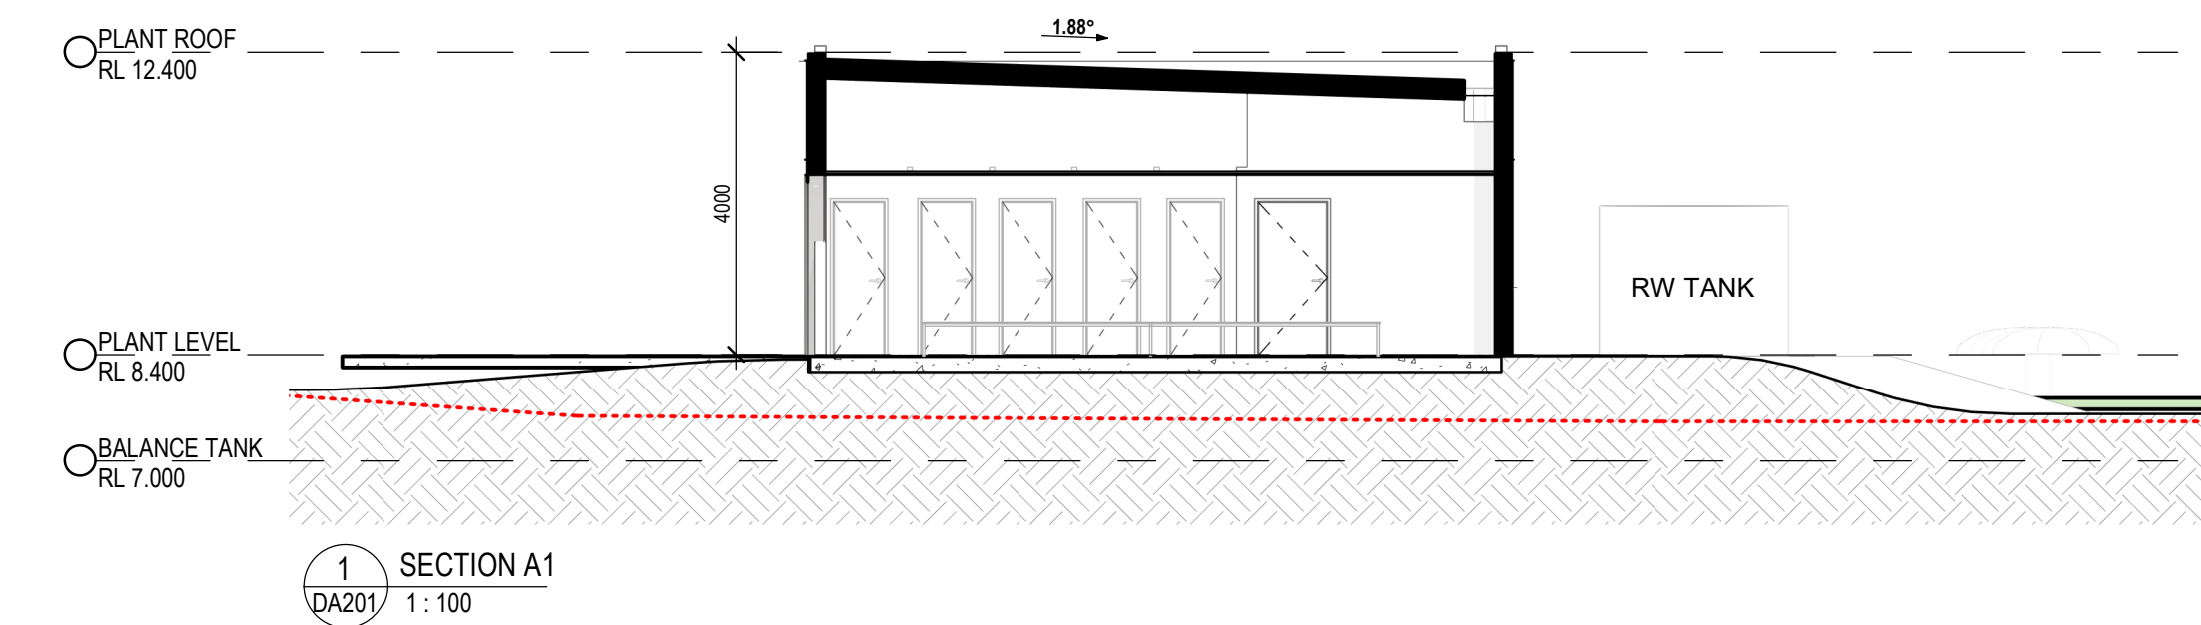 PLANT ROOF
RL 12.400
1.88°
4000
RW TANK
PLANT LEVEL
RL 8.400
BALANCE TANK
RL 7.000
1
DA201
SECTION A1
1 : 100